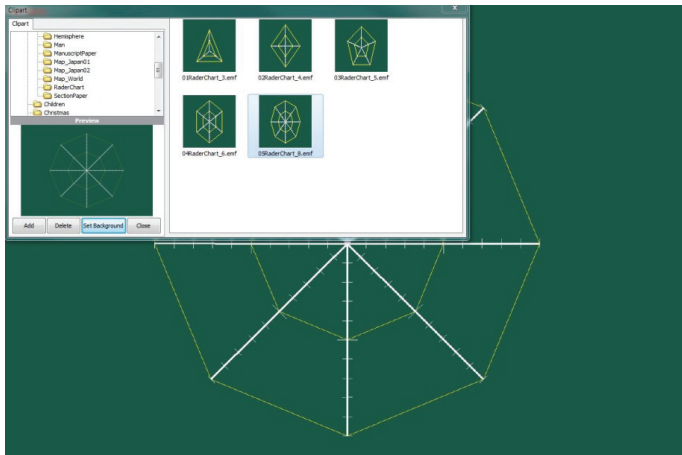 Clipart
x
Clipart
Hemisphere
Man
ManuscriptPaper
Map_Japan01
Map_Japan02
Map_World
RaderChart
SectionPaper
Children
Christmas
Preview
Add Delete Set Background Close
01RaderChart_3.emf 02RaderChart_4.emf 03RaderChart_5.emf
04RaderChart_6.emf 05RaderChart_8.emf